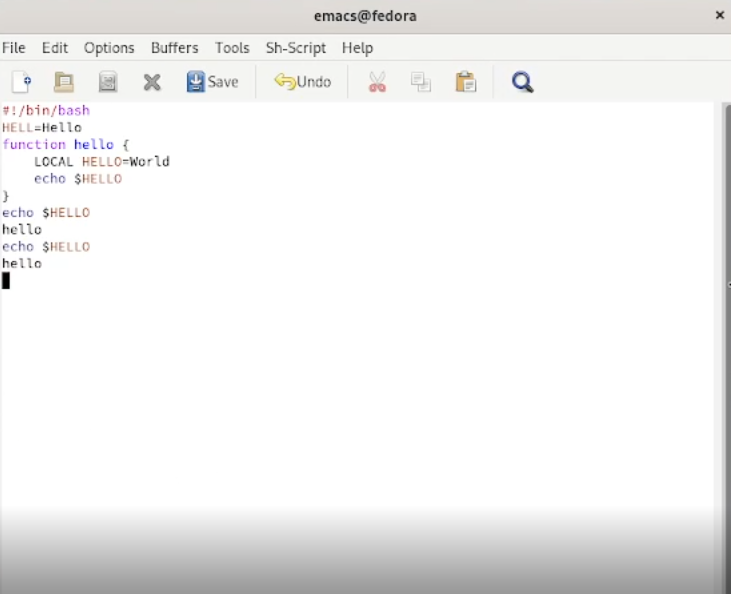 emacs@fedora ×
File Edit Options Buffers Tools Sh-Script Help
Save Undo
#!/bin/bash
HELL=Hello
function hello {
    LOCAL HELLO=World
    echo $HELLO
}
echo $HELLO
hello
echo $HELLO
hello